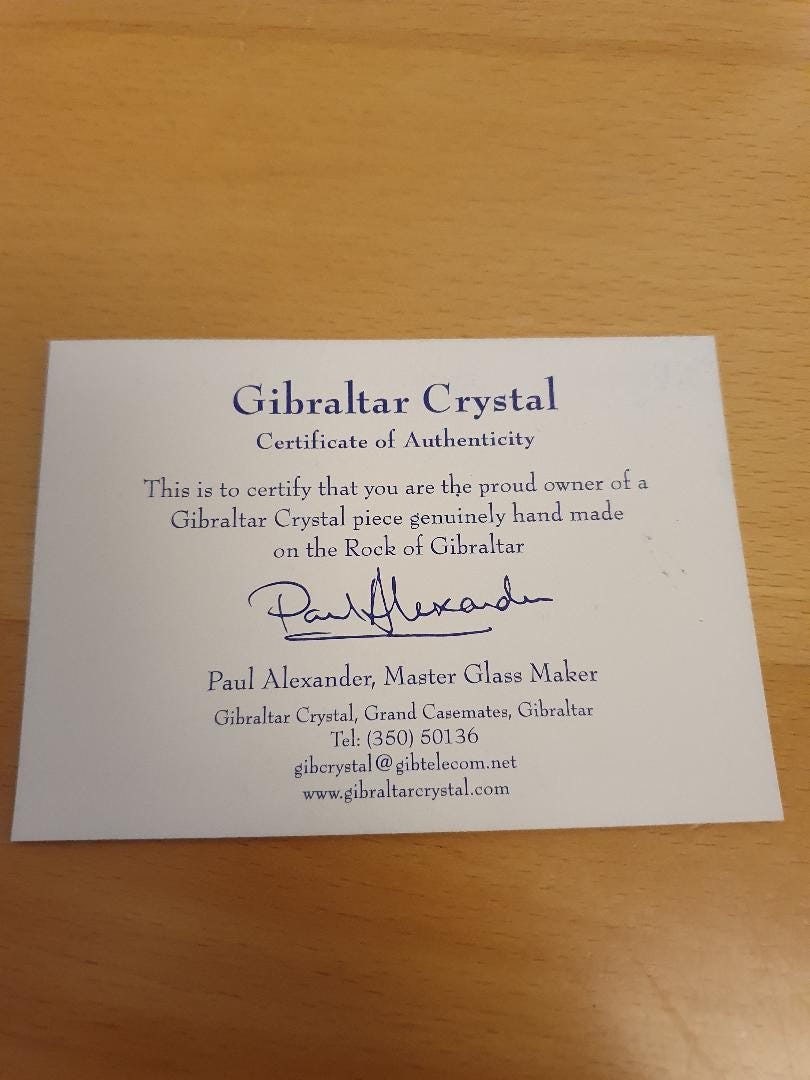 Gibraltar Crystal
Certificate of Authenticity
This is to certify that you are the proud owner of a
Gibraltar Crystal piece genuinely hand made
on the Rock of Gibraltar
Paul Alexander
Paul Alexander, Master Glass Maker
Gibraltar Crystal, Grand Casemates, Gibraltar
Tel: (350) 50136
gibcrystal@gibtelecom.net
www.gibraltarcrystal.com